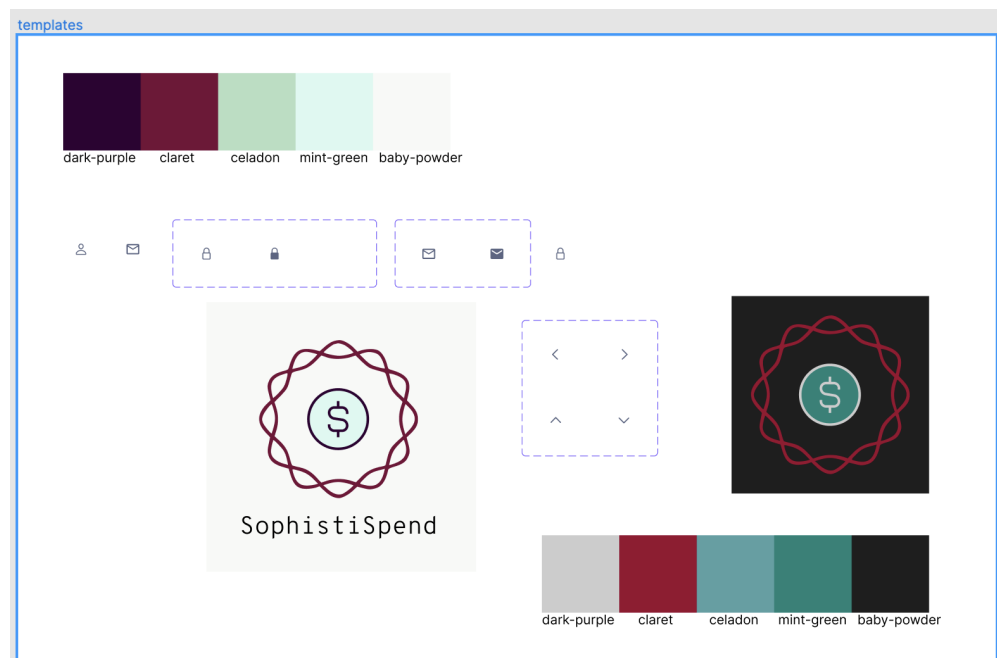 templates
dark-purple claret celadon mint-green baby-powder
$
$
SophistiSpend
dark-purple claret celadon mint-green baby-powder